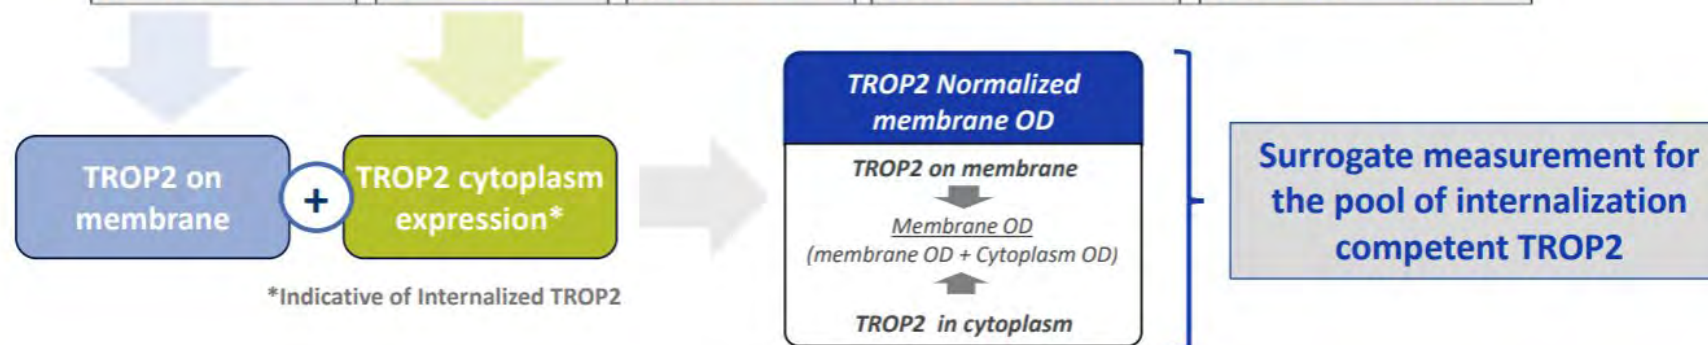 TROP2 on
membrane
+
TROP2 cytoplasm
expression*
*Indicative of Internalized TROP2
TROP2 Normalized
membrane OD
TROP2 on membrane
Membrane OD
(membrane OD + Cytoplasm OD)
TROP2 in cytoplasm
Surrogate measurement for
the pool of internalization
competent TROP2